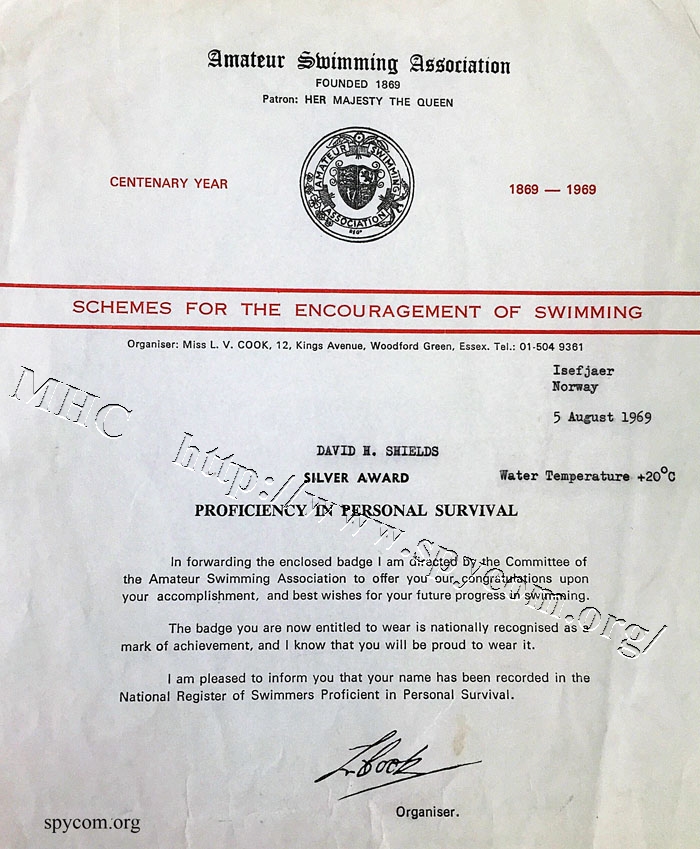 Amateur Swimming Association
FOUNDED 1869
Patron: HER MAJESTY THE QUEEN
AMATEUR SWIMMING ASSOCIATION
CENTENARY YEAR
1869 — 1969
SCHEMES FOR THE ENCOURAGEMENT OF SWIMMING
Organiser: Miss L. V. COOK, 12, Kings Avenue, Woodford Green, Essex. Tel.: 01-504 9361
Isefjaer
Norway
5 August 1969
MHC http://www.spycom.org/
DAVID H. SHIELDS
SILVER AWARD
Water Temperature +20°C
PROFICIENCY IN PERSONAL SURVIVAL
In forwarding the enclosed badge I am directed by the Committee of
the Amateur Swimming Association to offer you our congratulations upon
your accomplishment, and best wishes for your future progress in swimming.
The badge you are now entitled to wear is nationally recognised as a
mark of achievement, and I know that you will be proud to wear it.
I am pleased to inform you that your name has been recorded in the
National Register of Swimmers Proficient in Personal Survival.
L Cook
Organiser.
spycom.org